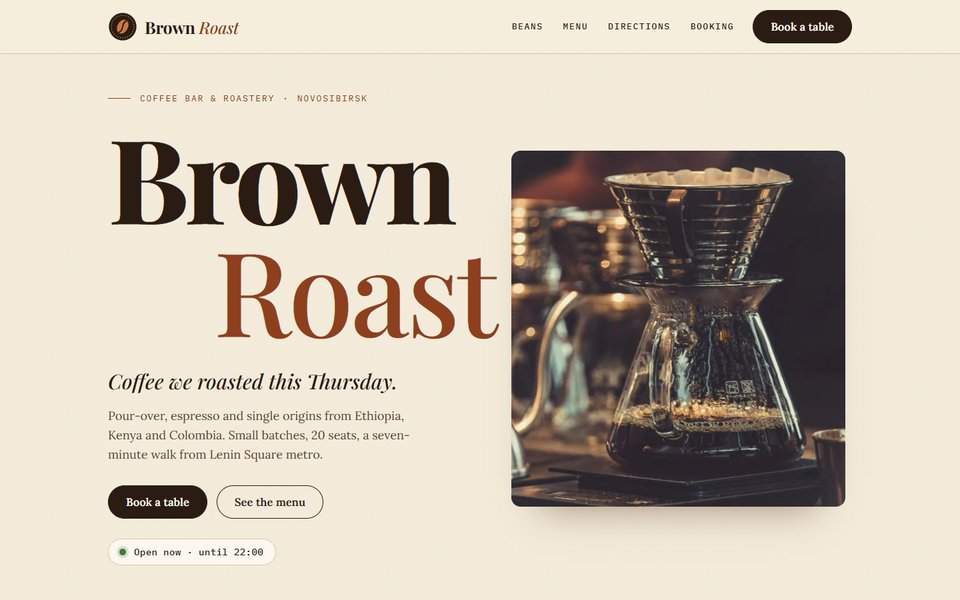 Brown Roast
BEANS
MENU
DIRECTIONS
BOOKING
Book a table
COFFEE BAR & ROASTERY · NOVOSIBIRSK
Brown
Roast
Coffee we roasted this Thursday.
Pour-over, espresso and single origins from Ethiopia,
Kenya and Colombia. Small batches, 20 seats, a seven-
minute walk from Lenin Square metro.
Book a table
See the menu
Open now · until 22:00